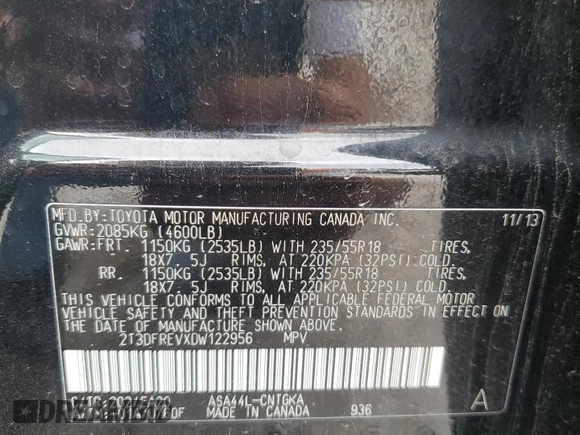 MFD.BY:TOYOTA MOTOR MANUFACTURING CANADA INC. 11/13
GVWR:2085KG (4600LB)
GAWR:FRT. 1150KG (2535LB) WITH 235/55R18 TIRES,
18X7. 5J RIMS, AT 220KPA (32PSI) COLD.
RR. 1150KG (2535LB) WITH 235/55R18 TIRES,
18X7. 5J RIMS, AT 220KPA (32PSI) COLD.
THIS VEHICLE CONFORMS TO ALL APPLICABLE FEDERAL MOTOR
VEHICLE SAFETY AND THEFT PREVENTION STANDARDS IN EFFECT
ON THE DATE OF MANUFACTURE SHOWN ABOVE.
2T3DFREVXDW122956 MPV
ASA44L-CNTGKA A
MADE IN CANADA 936